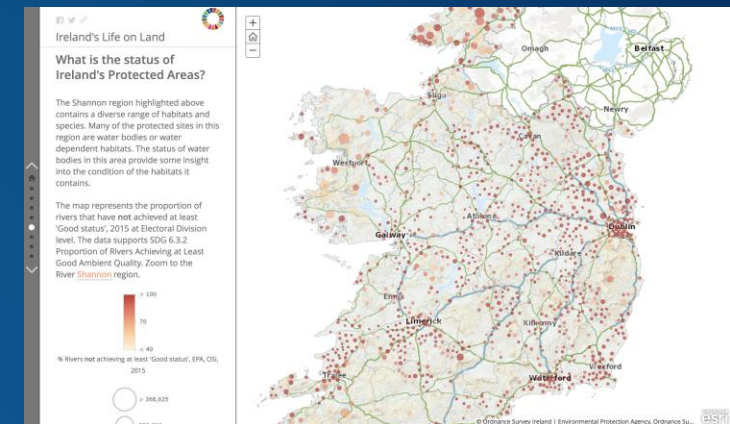 Ireland's Life on Land
What is the status of
Ireland's Protected Areas?
The Shannon region highlighted above
contains a diverse range of habitats and
species. Many of the protected sites in this
region are water bodies or water
dependent habitats. The status of water
bodies in this area provide some insight
into the condition of the habitats it
contains.
The map represents the proportion of
rivers that have not achieved at least
'Good status', 2015 at Electoral Division
level. The data supports SDG 6.3.2
Proportion of Rivers Achieving at Least
Good Ambient Quality. Zoom to the
River Shannon region.
> 100
70
< 40
% Rivers not achieving at least 'Good status', EPA, OSi,
2015
> 368,625
Omagh
Belfast
Sligo
Newry
Cavan
Westport
Athlone
Galway
Dublin
Kildare
Ennis
Limerick
Kilkenny
Wexford
Tralee
Waterford
© Ordnance Survey Ireland | Environmental Protection Agency, Ordnance Su...
esri